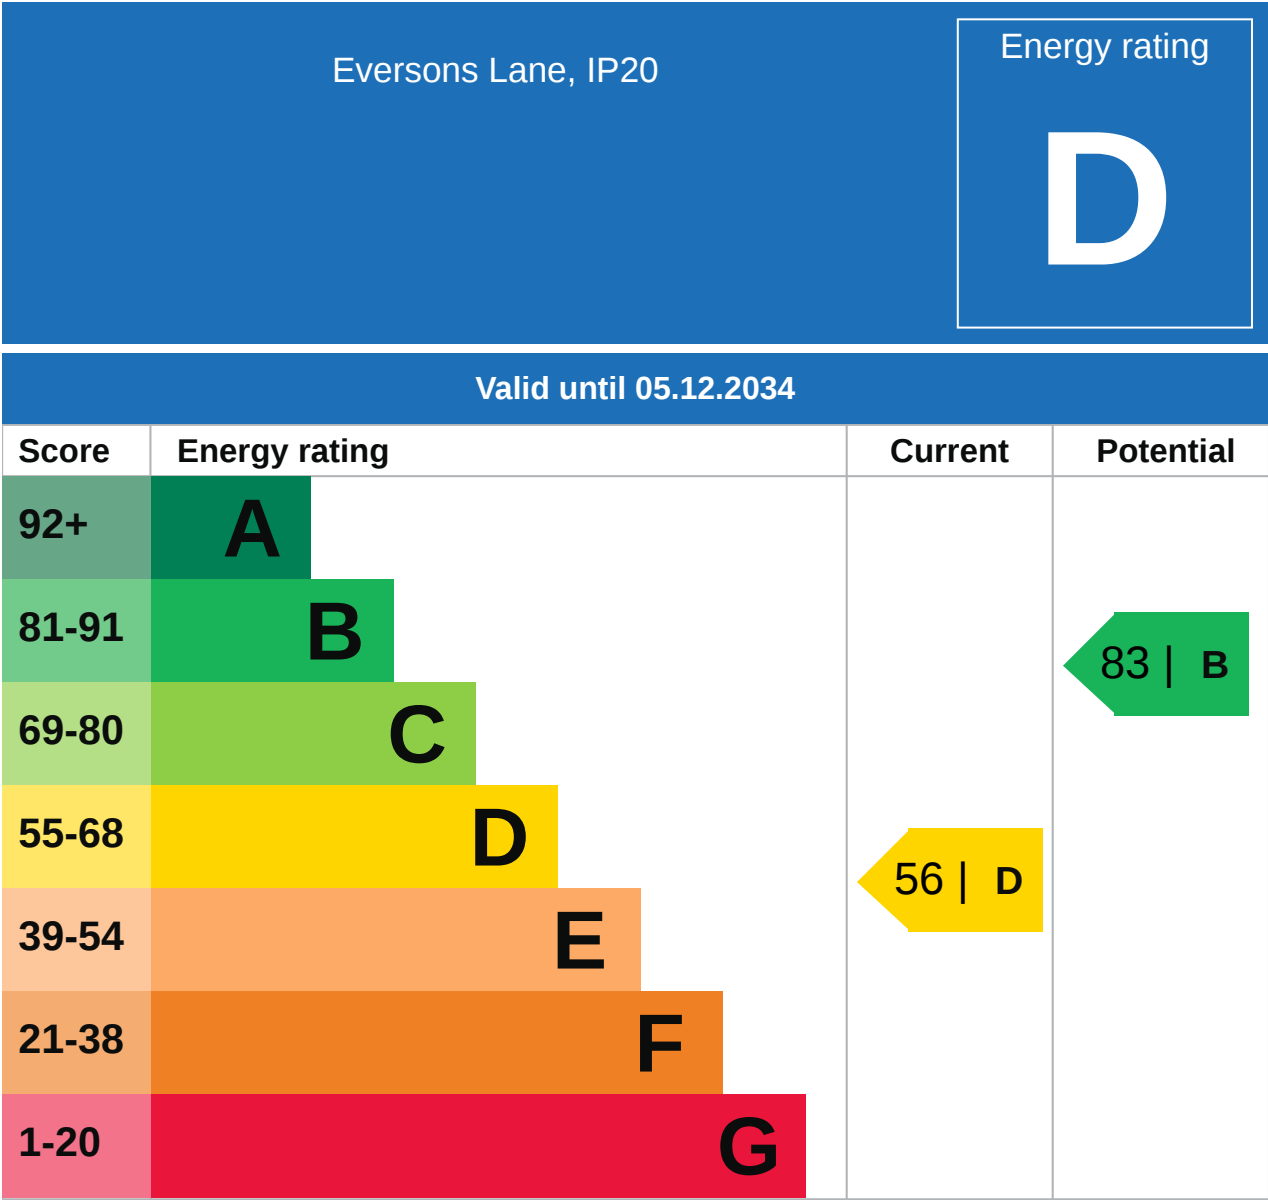 Eversons Lane, IP20
Energy rating
D
Valid until 05.12.2034
Score Energy rating Current Potential
92+ A
81-91 B
83 | B
69-80 C
55-68 D
56 | D
39-54 E
21-38 F
1-20 G